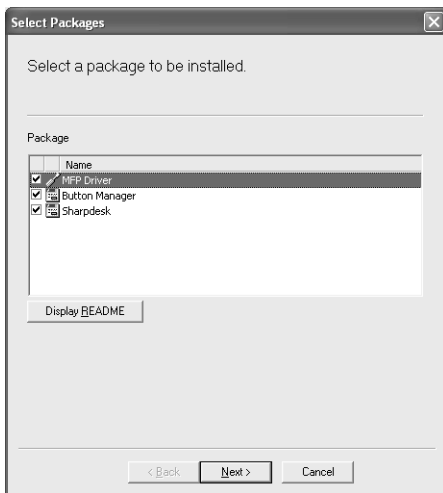 Select Packages
Select a package to be installed.
Package
Name
MFP Driver
Button Manager
Sharpdesk
Display README
< Back
Next >
Cancel